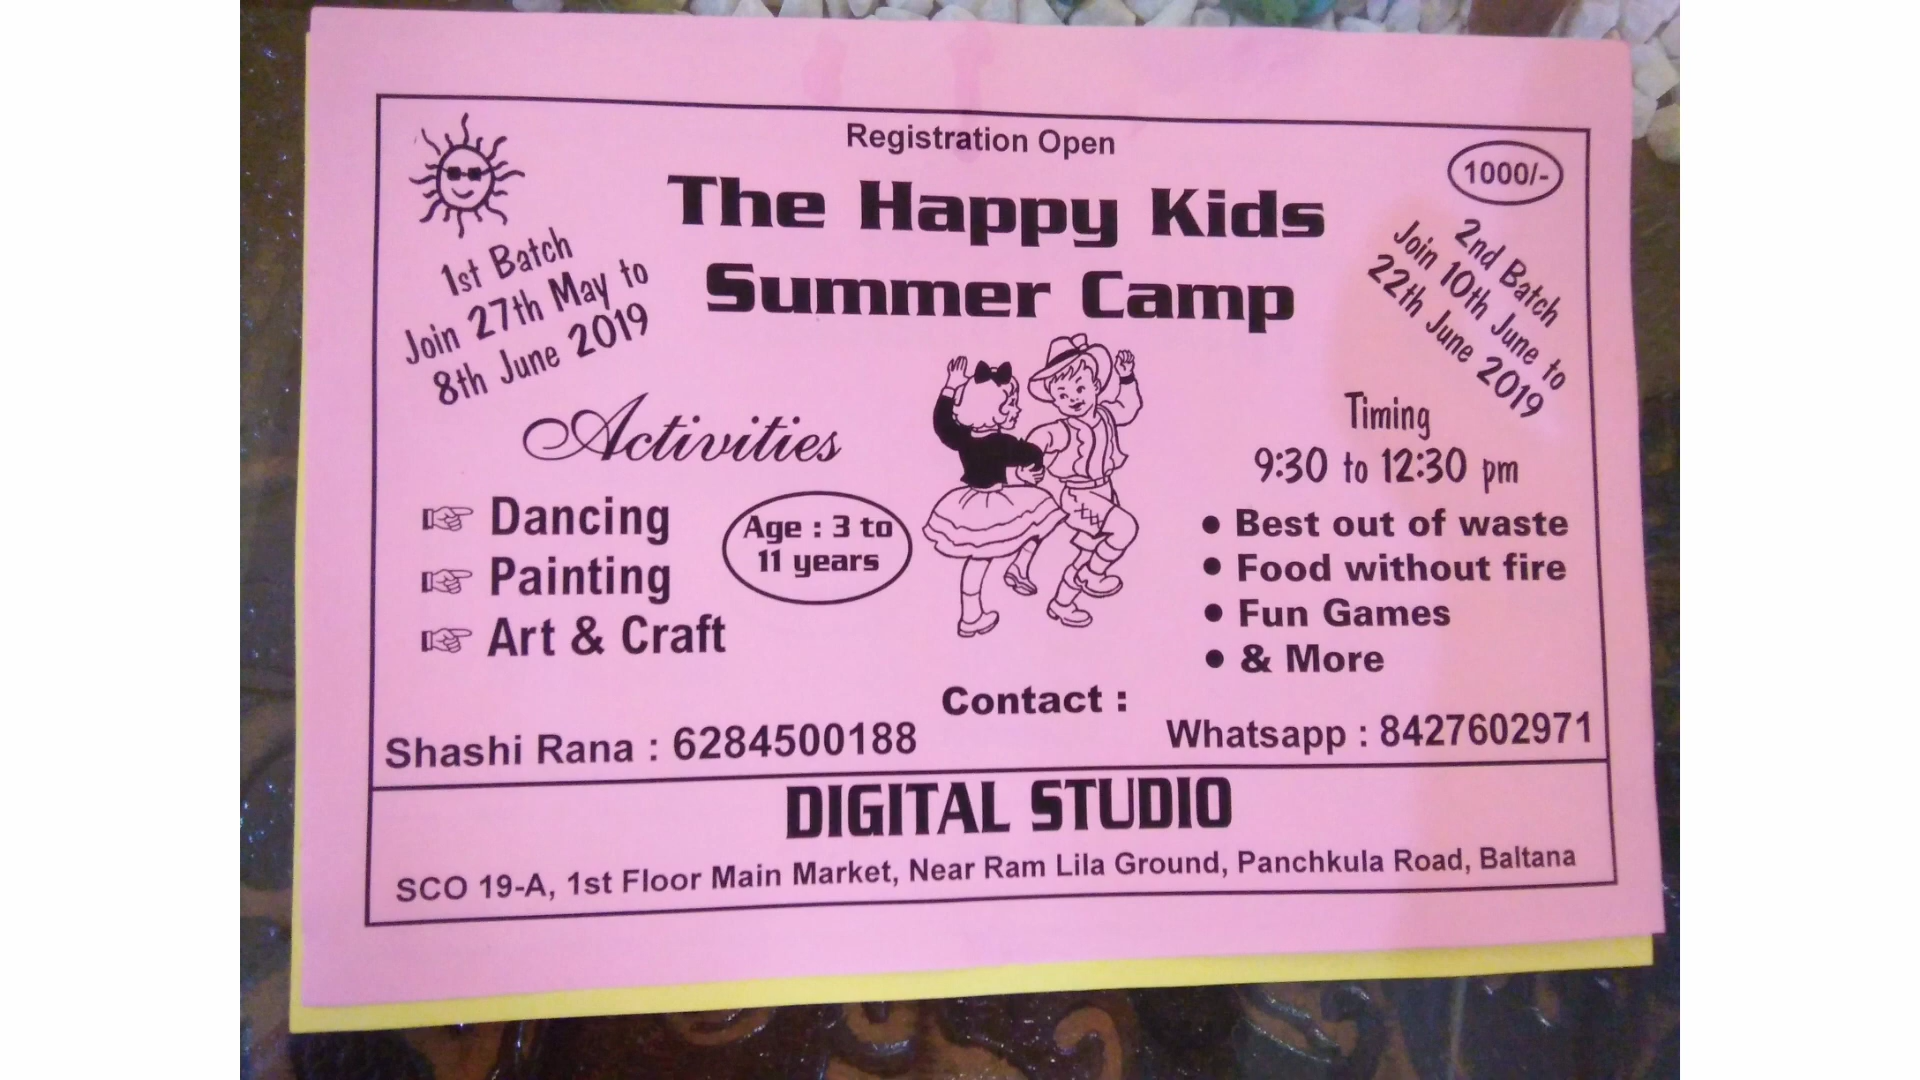 Registration Open
1000/-
The Happy Kids
Summer Camp
1st Batch
Join 27th May to
8th June 2019
2nd Batch
Join 10th June to
22th June 2019
Activities
Dancing
Painting
Art & Craft
Age : 3 to
11 years
Timing
9:30 to 12:30 pm
• Best out of waste
• Food without fire
• Fun Games
• & More
Contact :
Shashi Rana : 6284500188
Whatsapp : 8427602971
DIGITAL STUDIO
SCO 19-A, 1st Floor Main Market, Near Ram Lila Ground, Panchkula Road, Baltana